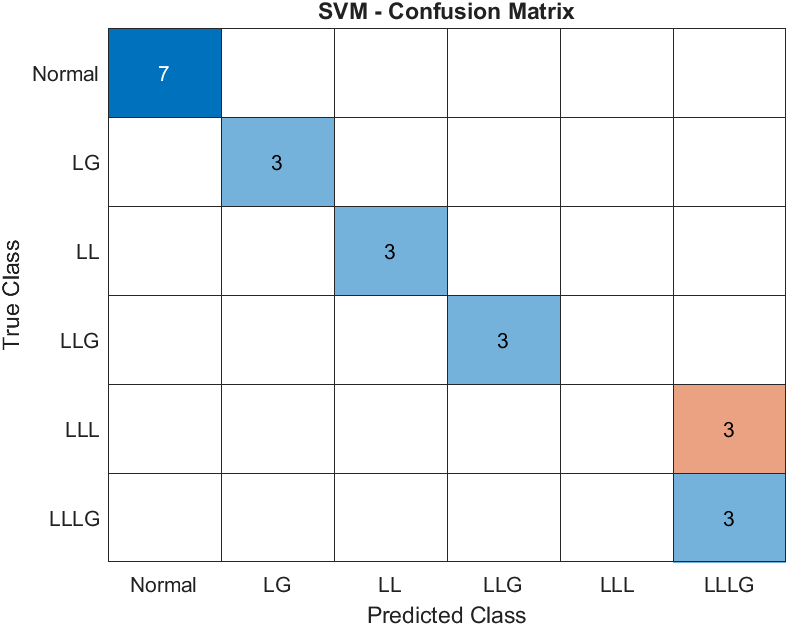 SVM - Confusion Matrix
True Class
Normal 7
LG 3
LL 3
LLG 3
LLL 3
LLLG 3
Normal LG LL LLG LLL LLLG
Predicted Class